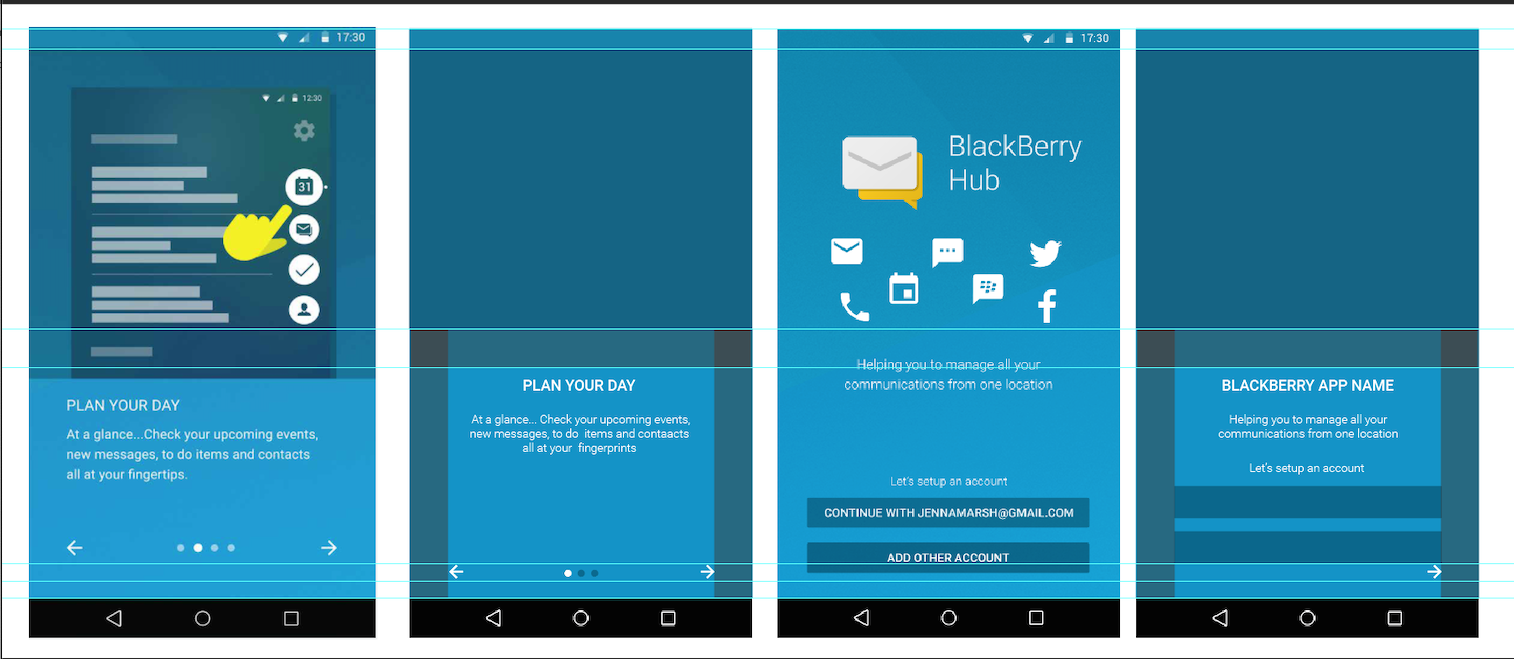 17:30
12:30
31
PLAN YOUR DAY
At a glance...Check your upcoming events,
new messages, to do items and contacts
all at your fingertips.
PLAN YOUR DAY
At a glance... Check your upcoming events,
new messages, to do  items and contaacts
all at your  fingerprints
17:30
BlackBerry
Hub
Helping you to manage all your
communications from one location
Let's setup an account
CONTINUE WITH JENNAMARSH@GMAIL.COM
ADD OTHER ACCOUNT
BLACKBERRY APP NAME
Helping you to manage all your
communications from one location
Let's setup an account